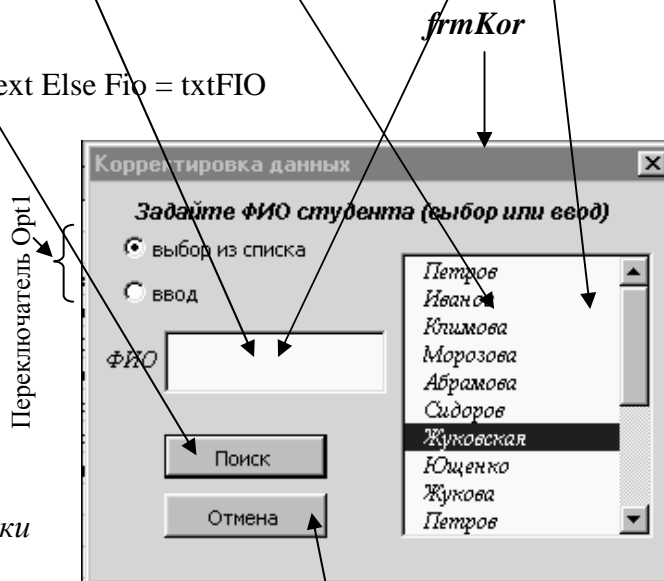 frmKor
ext Else Fio = txtFIO
Корректировка данных
Переключатель Opt1
Задайте ФИО студента (выбор или ввод)
выбор из списка
ввод
ФИО
Петров
Иванов
Климова
Морозова
Абрамова
Сидоров
Жуковская
Ющенко
Жукова
Петров
Поиск
Отмена
ки